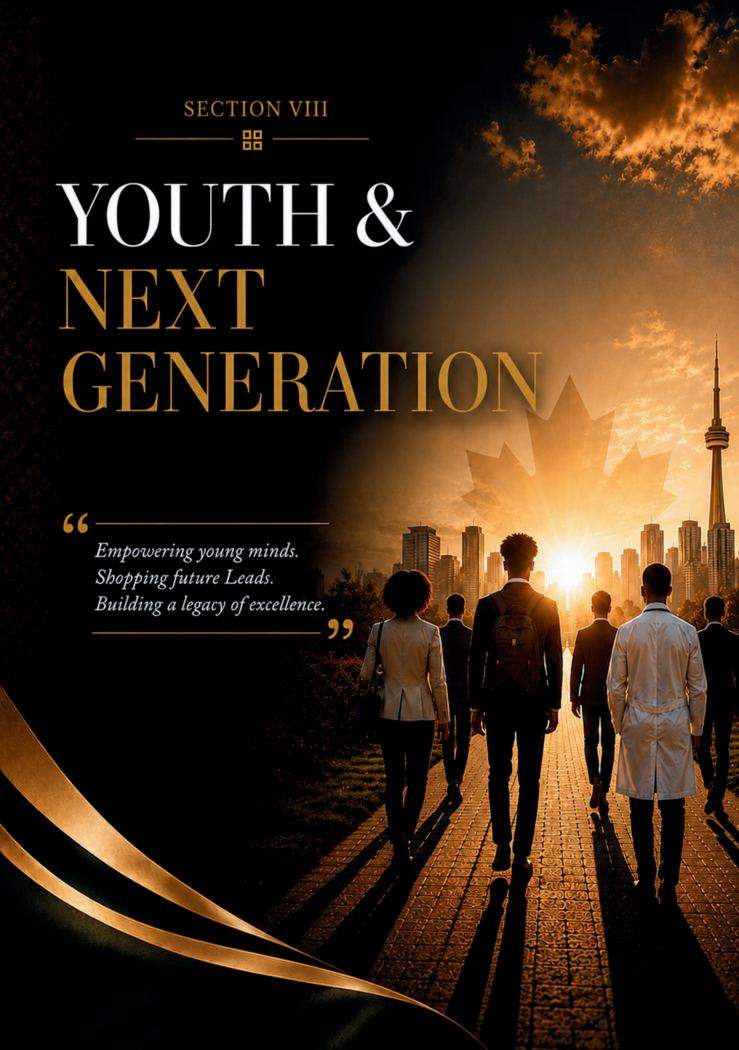 SECTION VIII
YOUTH &
NEXT
GENERATION
“
Empowering young minds.
Shopping future Leads.
Building a legacy of excellence.
”